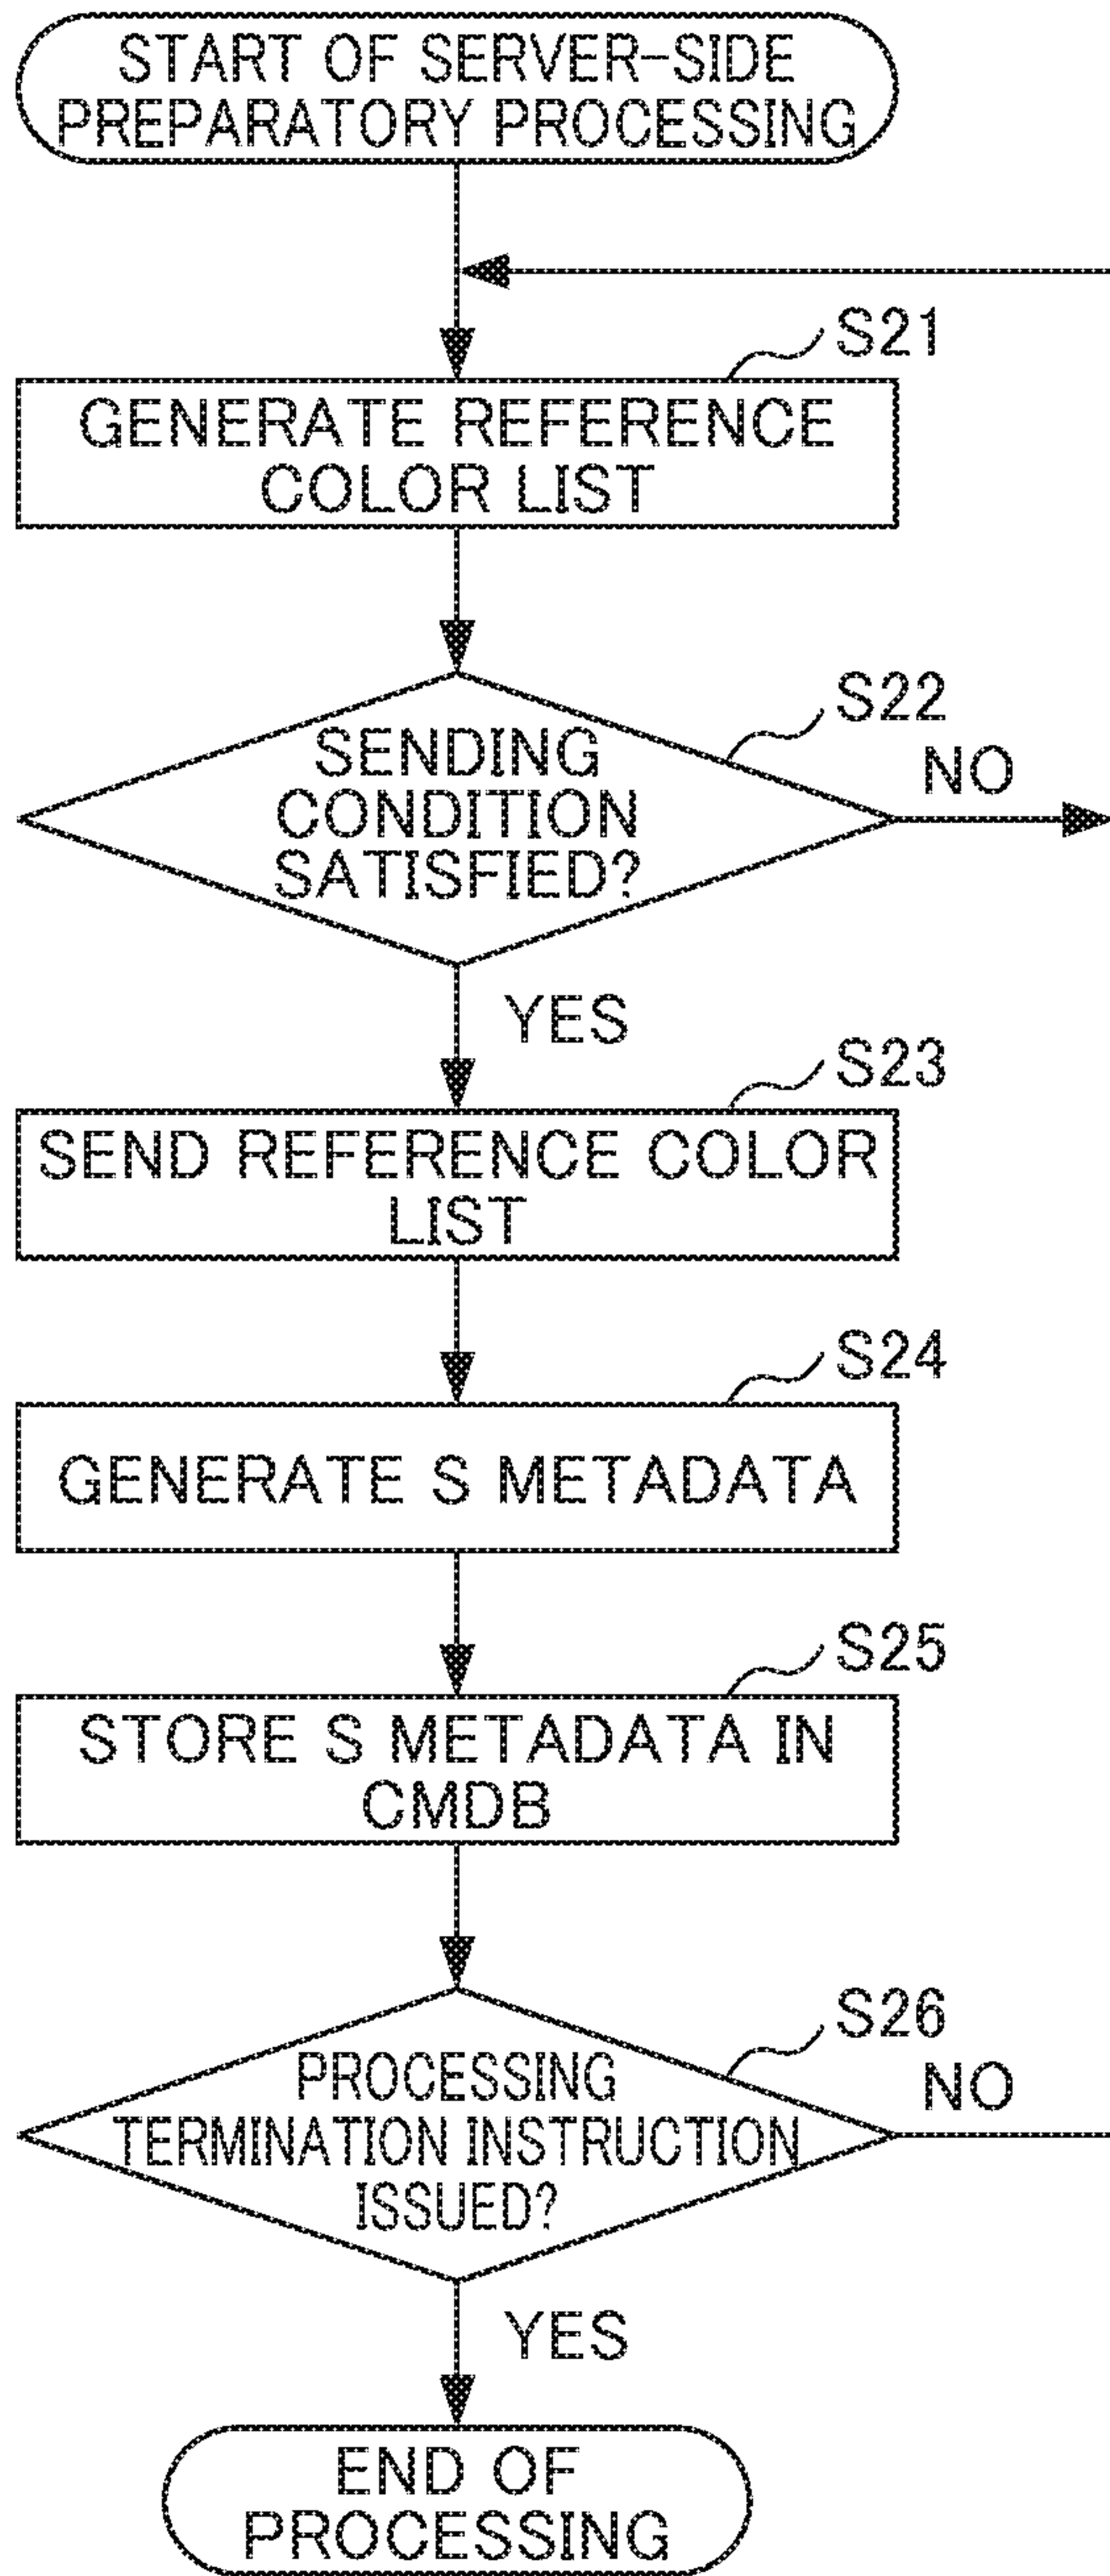 START OF SERVER-SIDE
PREPARATORY PROCESSING
S21
GENERATE REFERENCE
COLOR LIST
S22
SENDING
CONDITION
SATISFIED?
NO
YES
S23
SEND REFERENCE COLOR
LIST
S24
GENERATE S METADATA
S25
STORE S METADATA IN
CMDB
S26
PROCESSING
TERMINATION INSTRUCTION
ISSUED?
NO
YES
END OF
PROCESSING